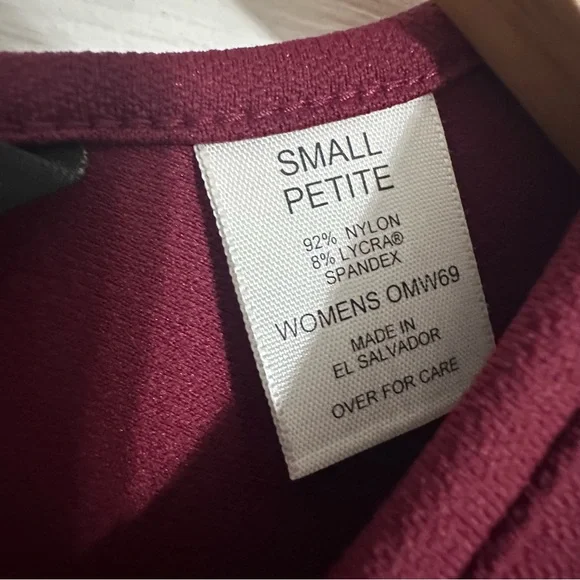 SMALL
PETITE
92% NYLON
8% LYCRA®
SPANDEX
WOMENS OMW69
MADE IN
EL SALVADOR
OVER FOR CARE